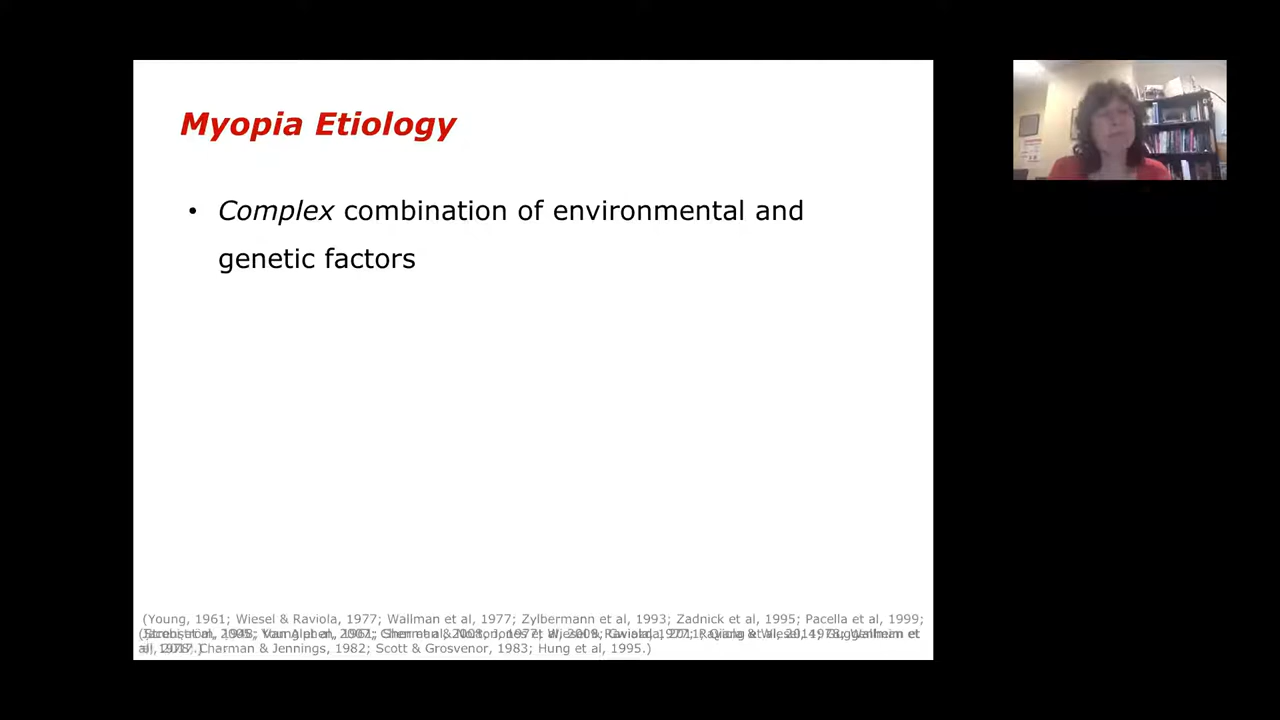 Myopia Etiology
• Complex combination of environmental and
genetic factors
(Young, 1961; Wiesel & Raviola, 1977; Wallman et al, 1977; Zylbermann et al, 1993; Zadnick et al, 1995; Pacella et al, 1999;
Charman & Jennings, 1982; Scott & Grosvenor, 1983; Hung et al, 1995.)